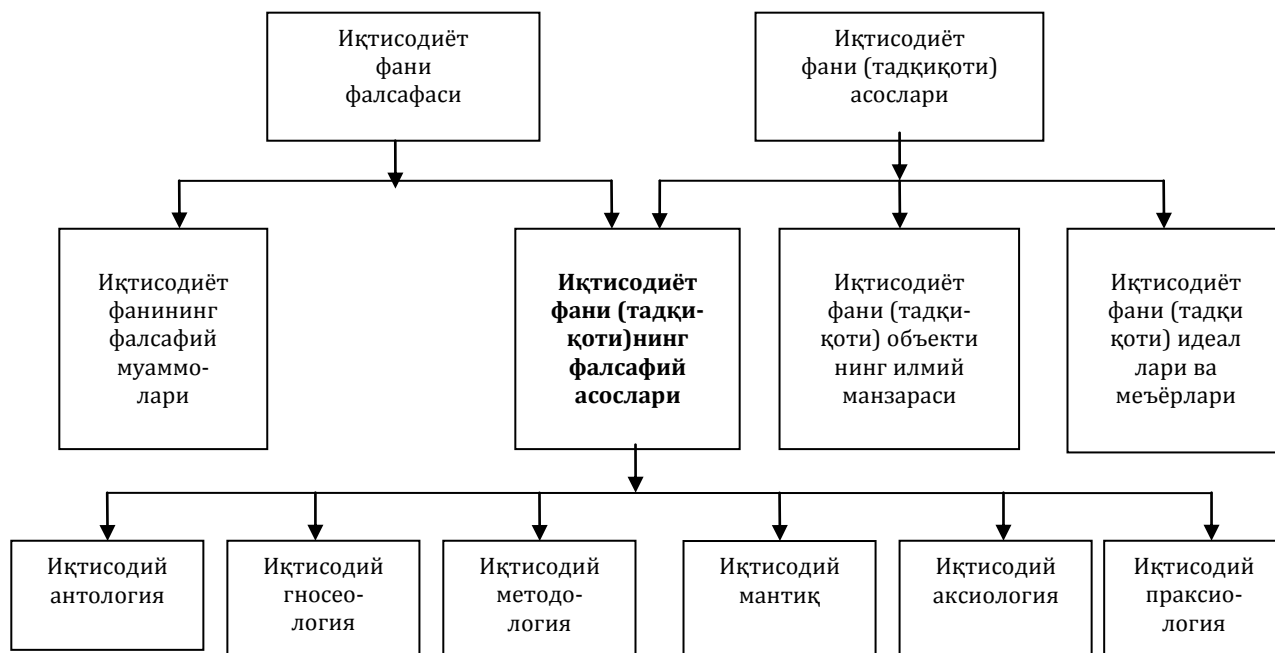 Иқтисодиёт
фани
фалсафаси
Иқтисодиёт
фани (тадқиқоти)
асослари
Иқтисодиёт
фанининг
фалсафий
муаммо-
лари
Иқтисодиёт
фани (тадқи-
қоти)нинг
фалсафий
асослари
Иқтисодиёт
фани (тадқи-
қоти) объекти
нинг илмий
манзараси
Иқтисодиёт
фани (тадқи
қоти) идеал
лари ва
меъёрлари
Иқтисодий
антология
Иқтисодий
гносео-
логия
Иқтисодий
методо-
логия
Иқтисодий
мантиқ
Иқтисодий
аксиология
Иқтисодий
праксио-
логия